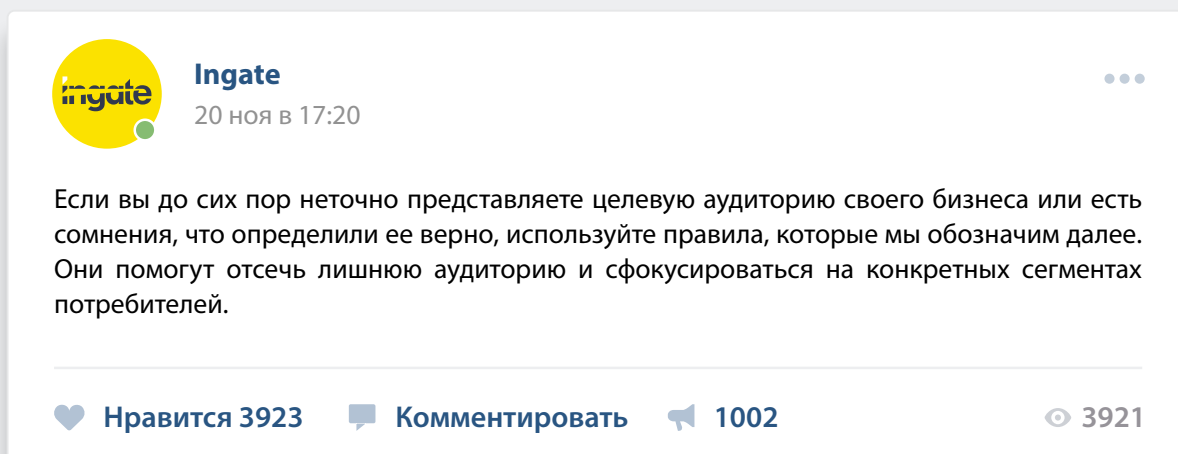 ingate
Ingate
20 ноя в 17:20
Если вы до сих пор неточно представляете целевую аудиторию своего бизнеса или есть
сомнения, что определили ее верно, используйте правила, которые мы обозначим далее.
Они помогут отсечь лишнюю аудиторию и сфокусироваться на конкретных сегментах
потребителей.
Нравится 3923 Комментировать 1002 3921